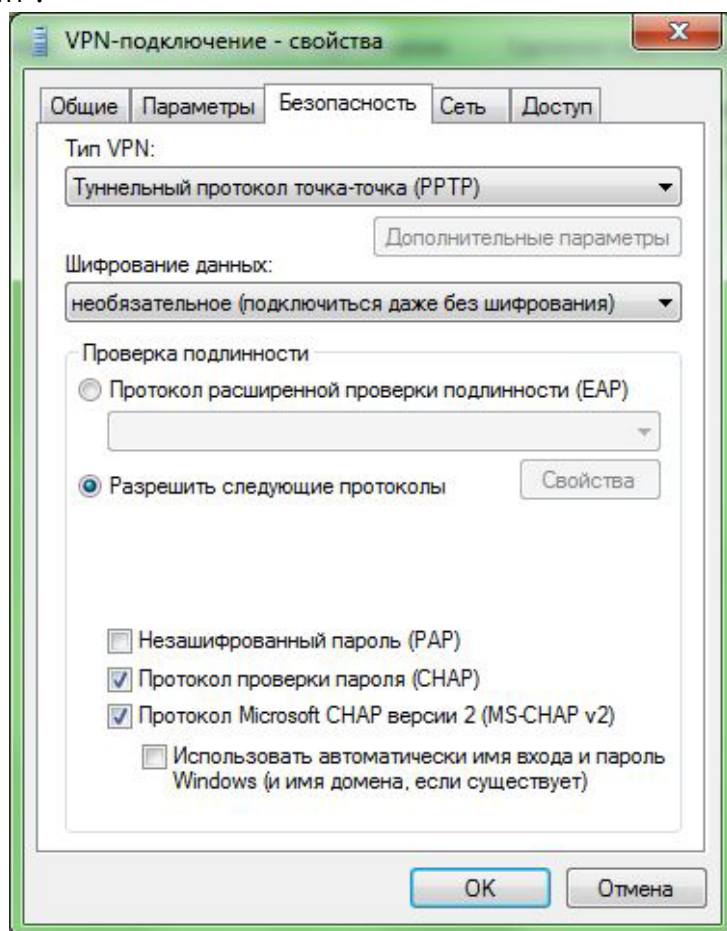 VPN-подключение - свойства
Общие Параметры Безопасность Сеть Доступ
Тип VPN:
Туннельный протокол точка-точка (PPTP)
Дополнительные параметры
Шифрование данных:
необязательное (подключиться даже без шифрования)
Проверка подлинности
Протокол расширенной проверки подлинности (EAP)
Свойства
Разрешить следующие протоколы
Незашифрованный пароль (PAP)
Протокол проверки пароля (CHAP)
Протокол Microsoft CHAP версии 2 (MS-CHAP v2)
Использовать автоматически имя входа и пароль
Windows (и имя домена, если существует)
OK Отмена